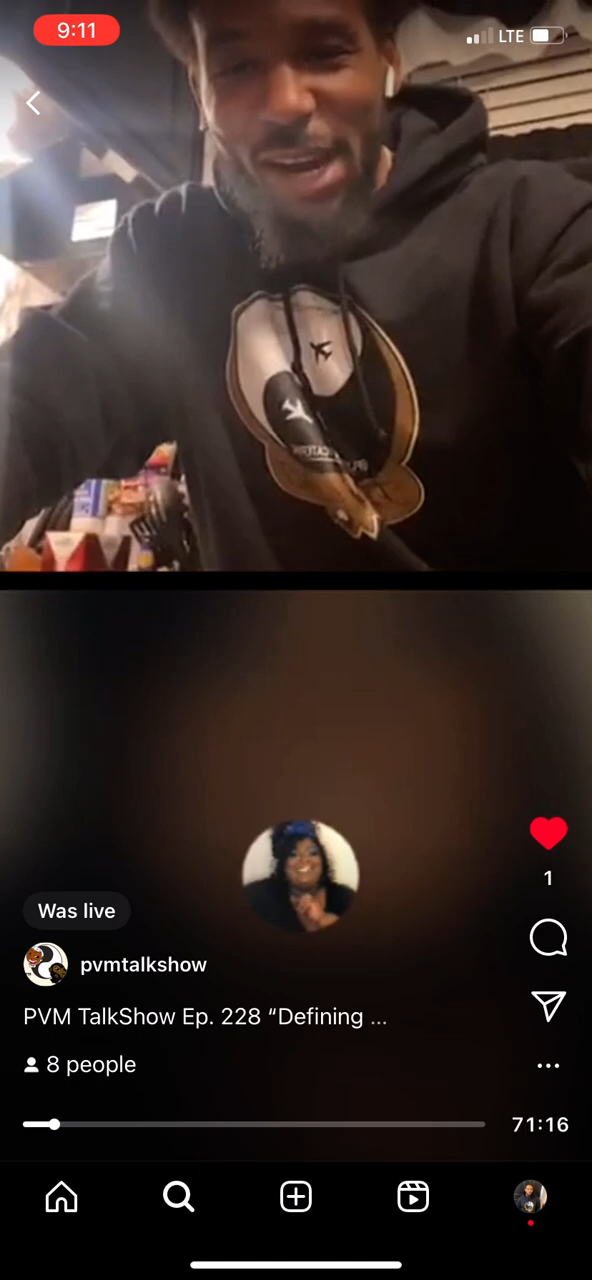 9:11
LTE
Was live
pvmtalkshow
PVM TalkShow Ep. 228 “Defining ...
8 people
1
71:16